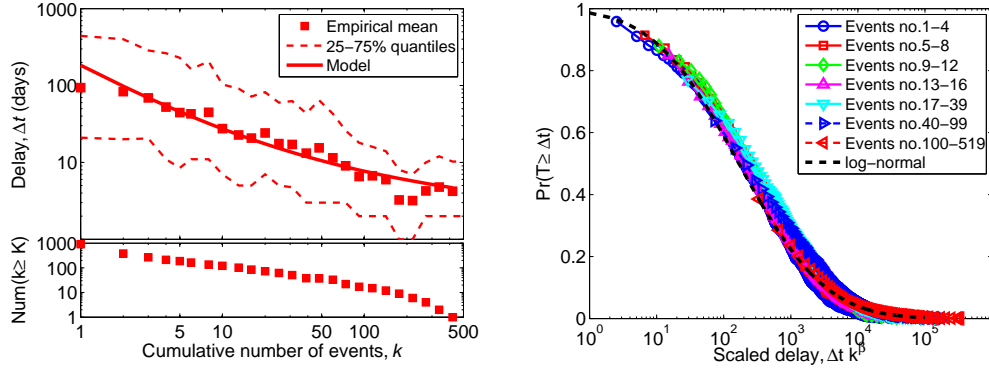 1000
100
10
Delay, Δt (days)
Empirical mean
25−75% quantiles
Model
1000
100
10
1
Num(k≥ K)
1 5 10 50 100 500
Cumulative number of events, k
1
0.8
0.6
0.4
0.2
0
Pr(T≥ Δt)
Events no.1−4
Events no.5−8
Events no.9−12
Events no.13−16
Events no.17−39
Events no.40−99
Events no.100−519
log−normal
10^0 10^1 10^2 10^3 10^4 10^5
Scaled delay, Δt k^β